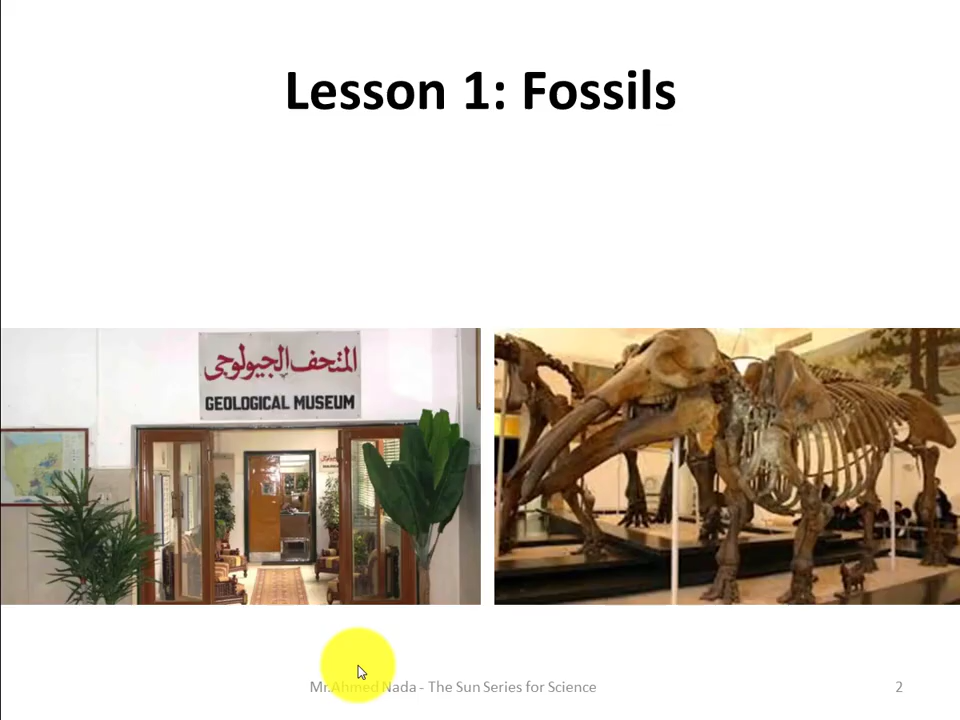 Lesson 1: Fossils
المتحف الجيولوجى
GEOLOGICAL MUSEUM
Mr.Ahmed Nada - The Sun Series for Science
2